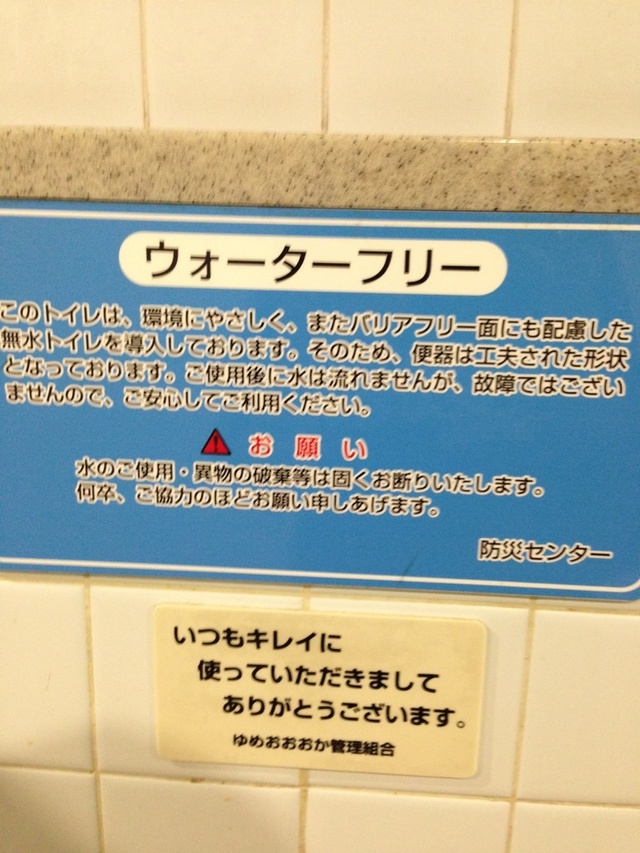 ウォーターフリー
このトイレは、環境にやさしく、またバリアフリー面にも配慮した
無水トイレを導入しております。そのため、便器は工夫された形状
となっております。ご使用後に水は流れませんが、故障ではござい
ませんので、ご安心してご利用ください。
お願い
水のご使用・異物の破棄等は固くお断りいたします。
何卒、ご協力のほどお願い申しあげます。
防災センター
いつもキレイに
使っていただきまして
ありがとうございます。
ゆめおおおか管理組合